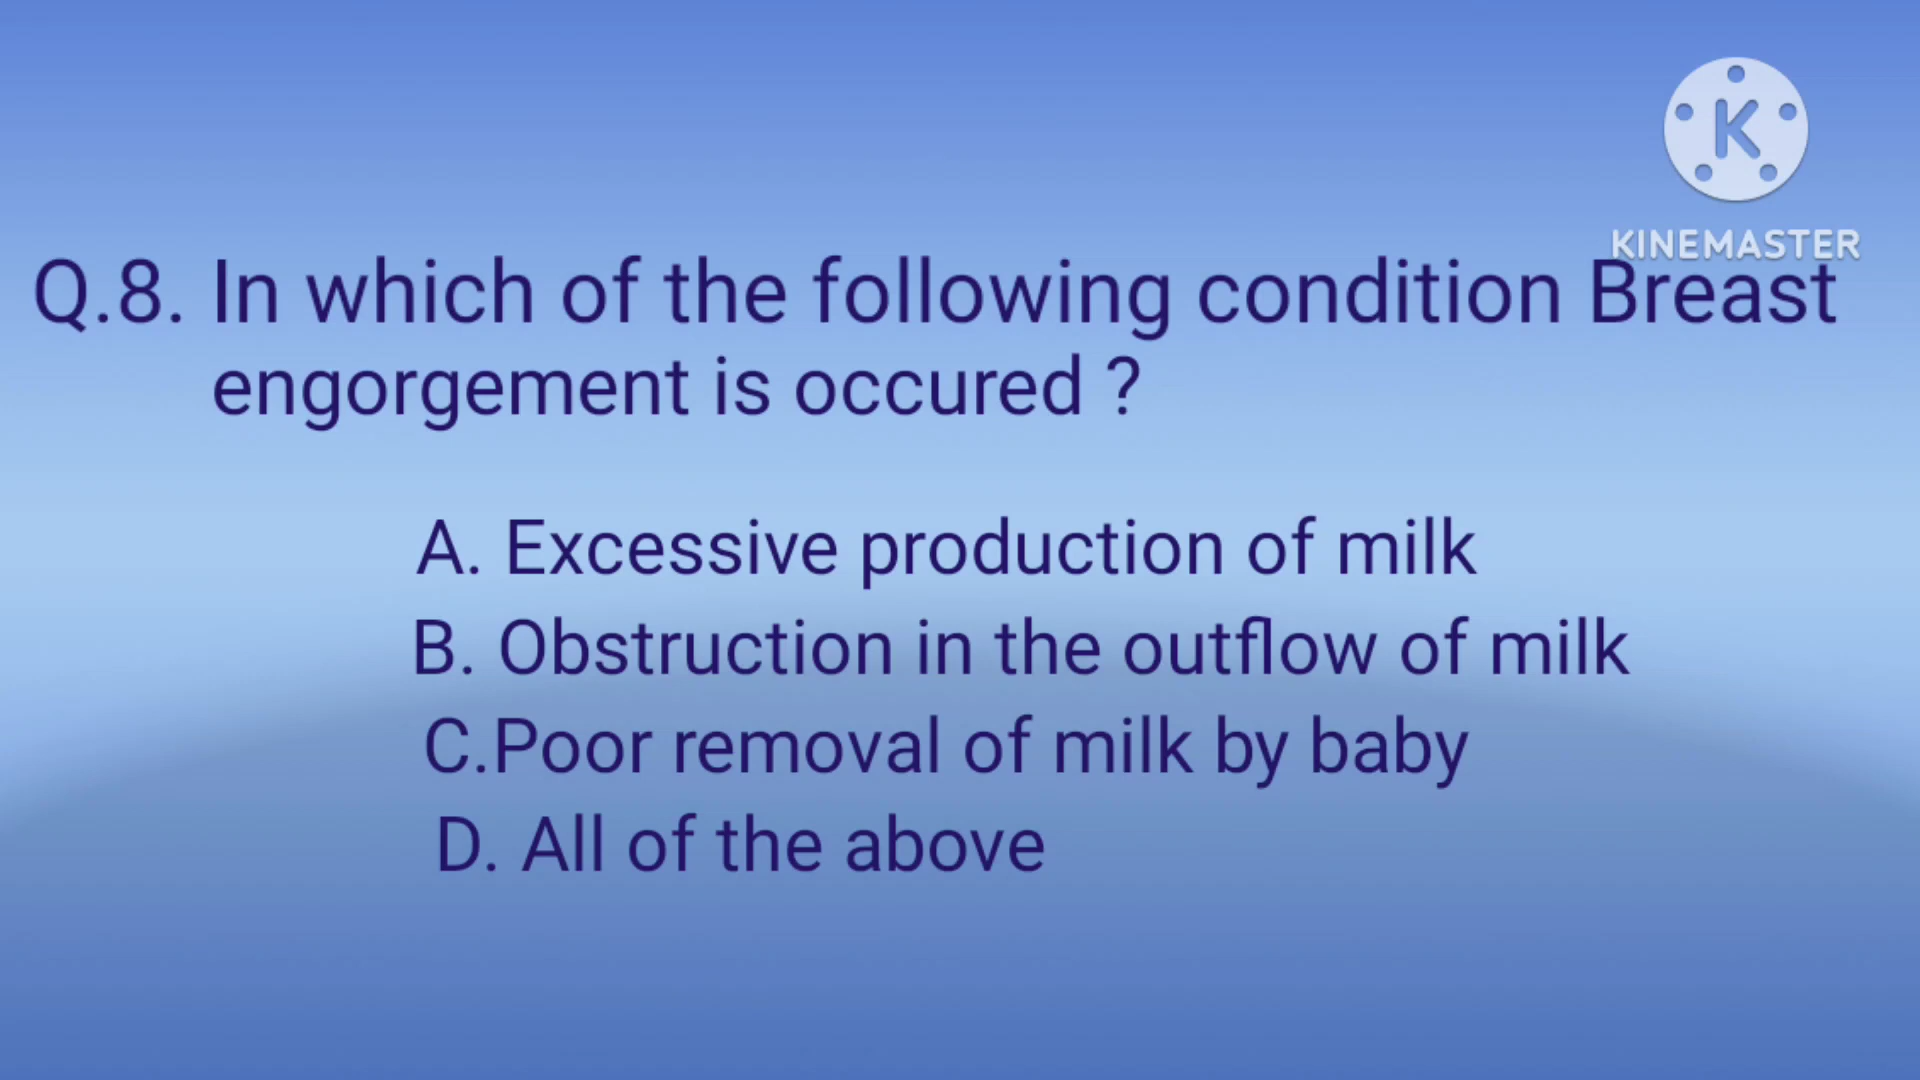 K
KINEMASTER
Q.8. In which of the following condition Breast
engorgement is occured ?
A. Excessive production of milk
B. Obstruction in the outflow of milk
C.Poor removal of milk by baby
D. All of the above